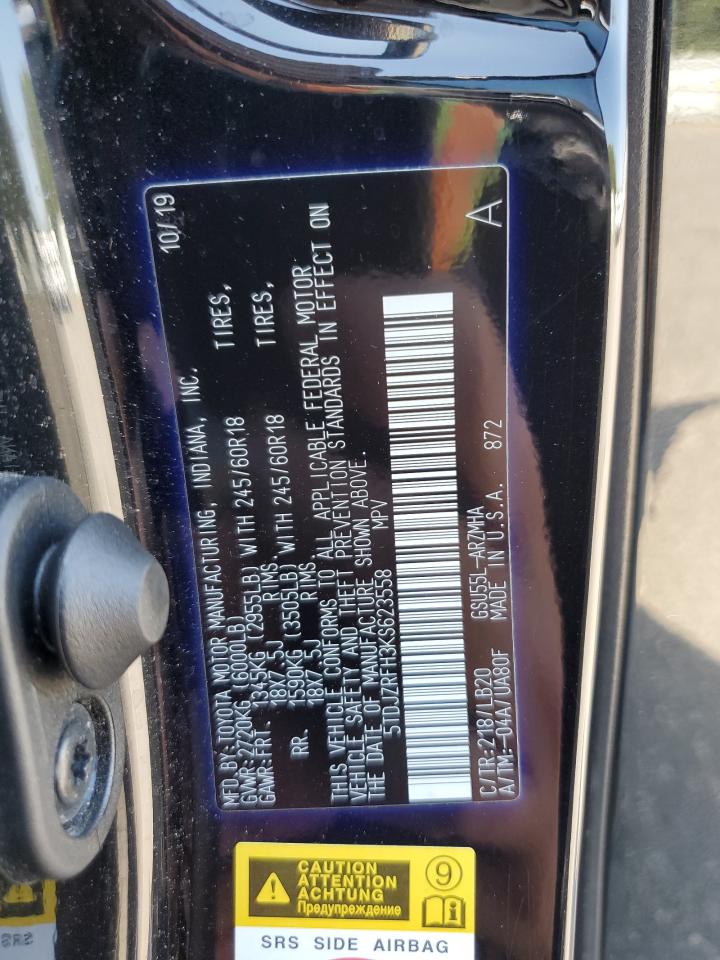 10/19
MFD BY: TOYOTA MOTOR MANUFACTURING, INDIANA, INC.
GVWR: 2720KG (6000LB)
GAWR: FRT. 1345KG (2955LB) WITH 245/60R18 TIRES,
18X7.5J RIMS
RR. 1590KG (3505LB) WITH 245/60R18 TIRES,
18X7.5J RIMS
THIS VEHICLE CONFORMS TO ALL APPLICABLE FEDERAL MOTOR
VEHICLE SAFETY AND THEFT PREVENTION STANDARDS IN EFFECT ON
THE DATE OF MANUFACTURE SHOWN ABOVE.
5TDJZRFH3KS623558 MPV
C/TR: 218/LB20 GSU55L-ARZMHA
A/TM: -04A/UA80F MADE IN U.S.A. 872
A
CAUTION
ATTENTION
ACHTUNG
Предупреждение
9
SRS SIDE AIRBAG